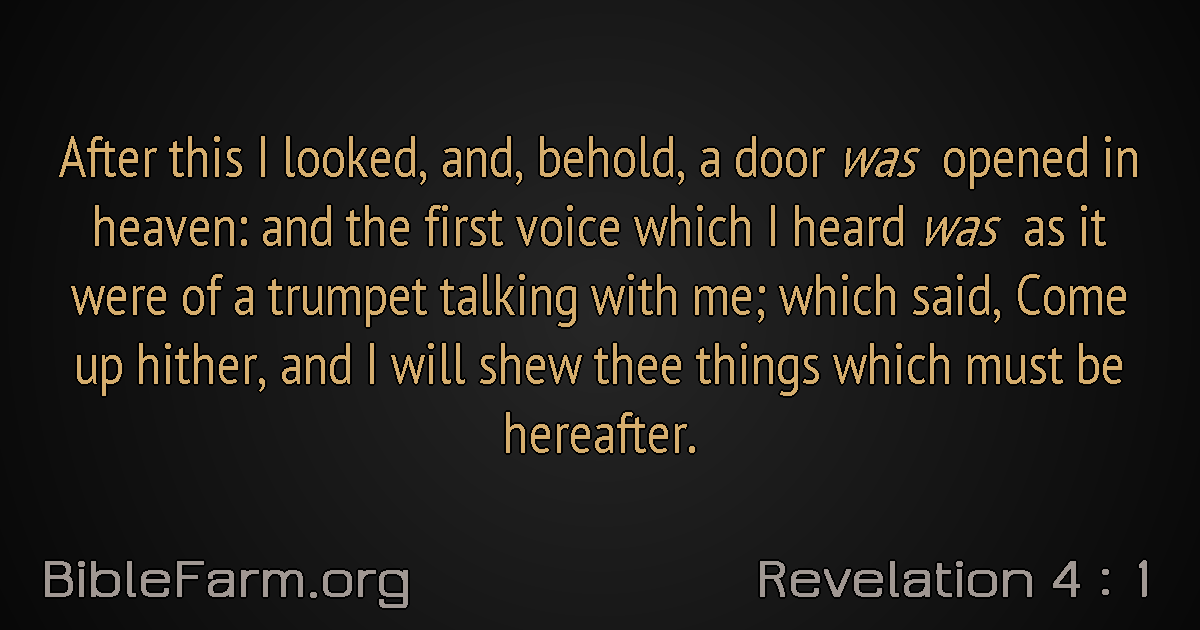 After this I looked, and, behold, a door was opened in
heaven: and the first voice which I heard was as it
were of a trumpet talking with me; which said, Come
up hither, and I will shew thee things which must be
hereafter.
BibleFarm.org
Revelation 4 : 1